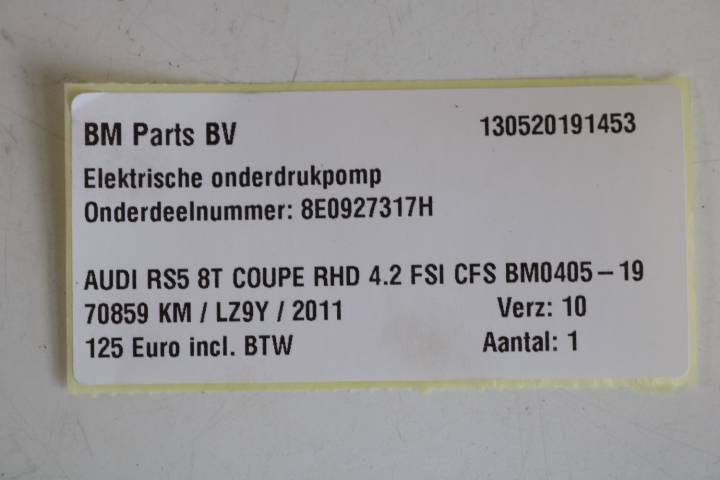 BM Parts BV 130520191453
Elektrische onderdrukpomp
Onderdeelnummer: 8E0927317H
AUDI RS5 8T COUPE RHD 4.2 FSI CFS BM0405-19
70859 KM / LZ9Y / 2011 Verz: 10
125 Euro incl. BTW Aantal: 1